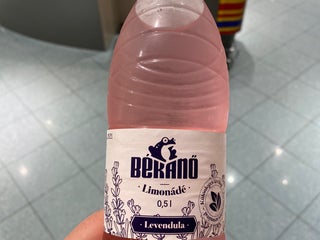 BÉKANŐ
Limonádé
0,5 l
Levendula